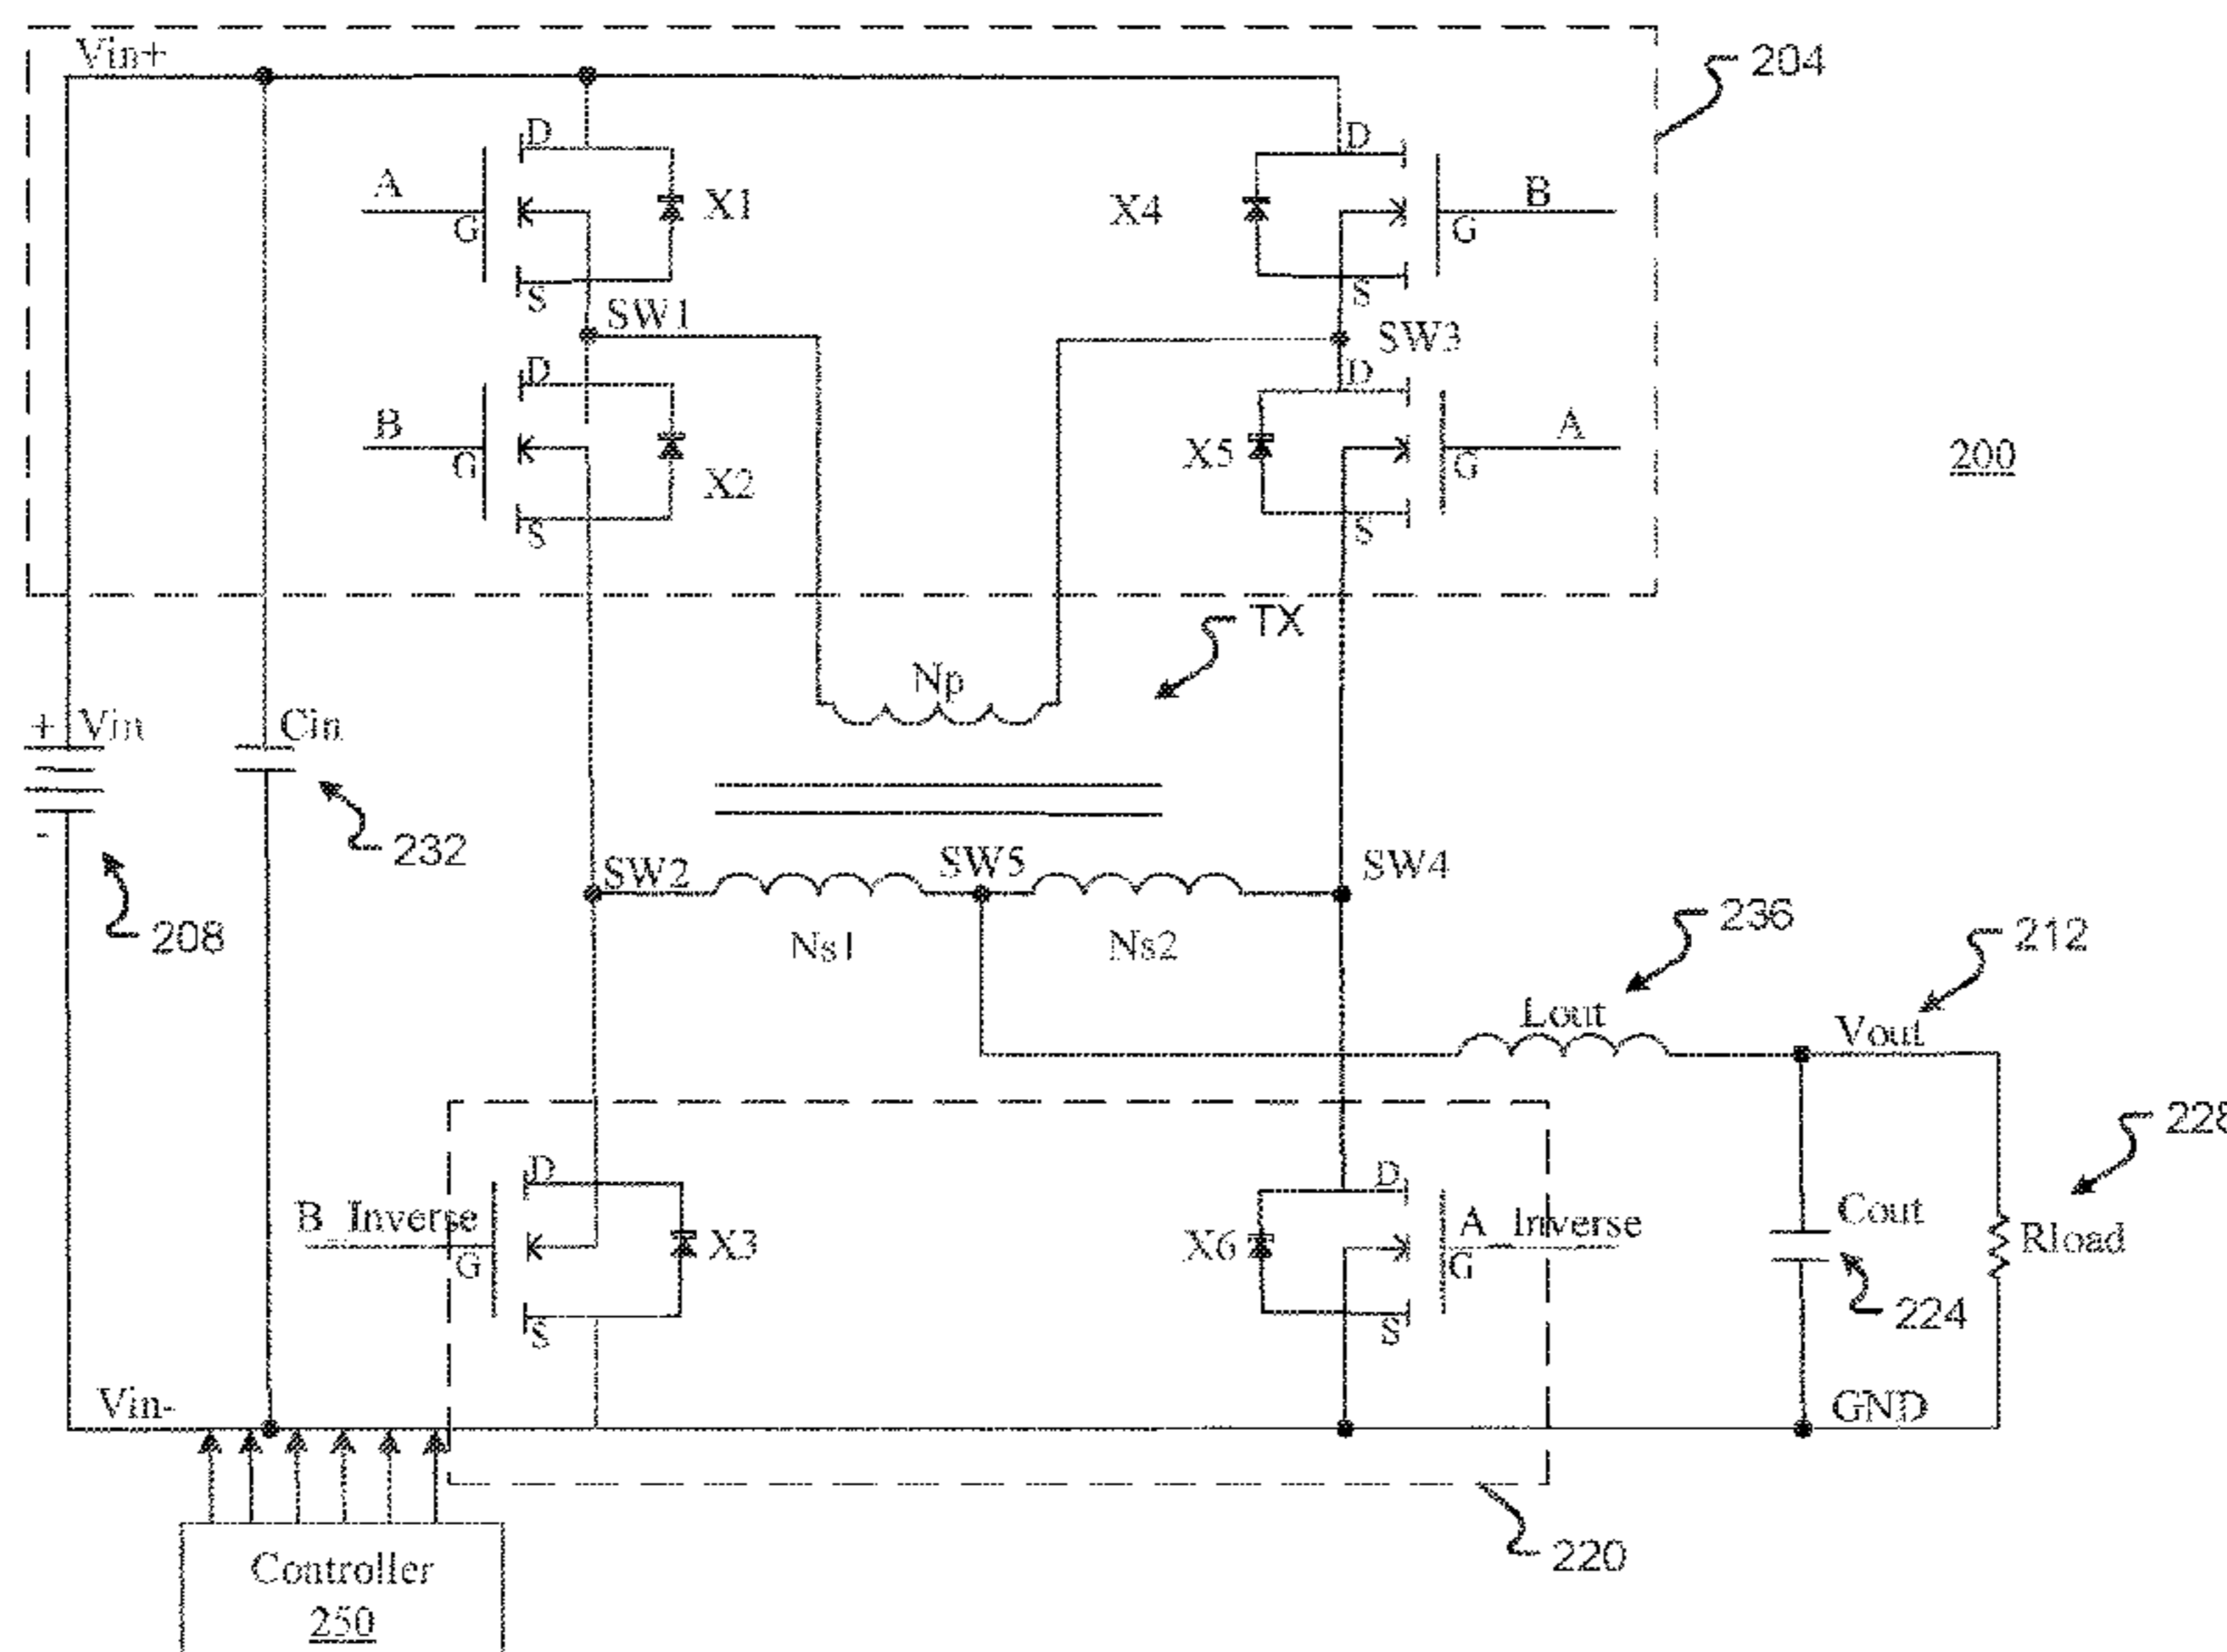 Vin+
204
D
D
A
X1
X4
B
G
G
S
S
SW1
SW3
D
D
B
A
X5
200
G
X2
G
S
S
TX
Np
+ Vin
Cin
-
232
SW2
SW5
SW4
208
236
212
Ns1
Ns2
Lout
Vout
228
D
D
Cout
B_Inverse
X3
X6
A_Inverse
Rload
G
G
224
S
S
Vin-
GND
220
Controller
250